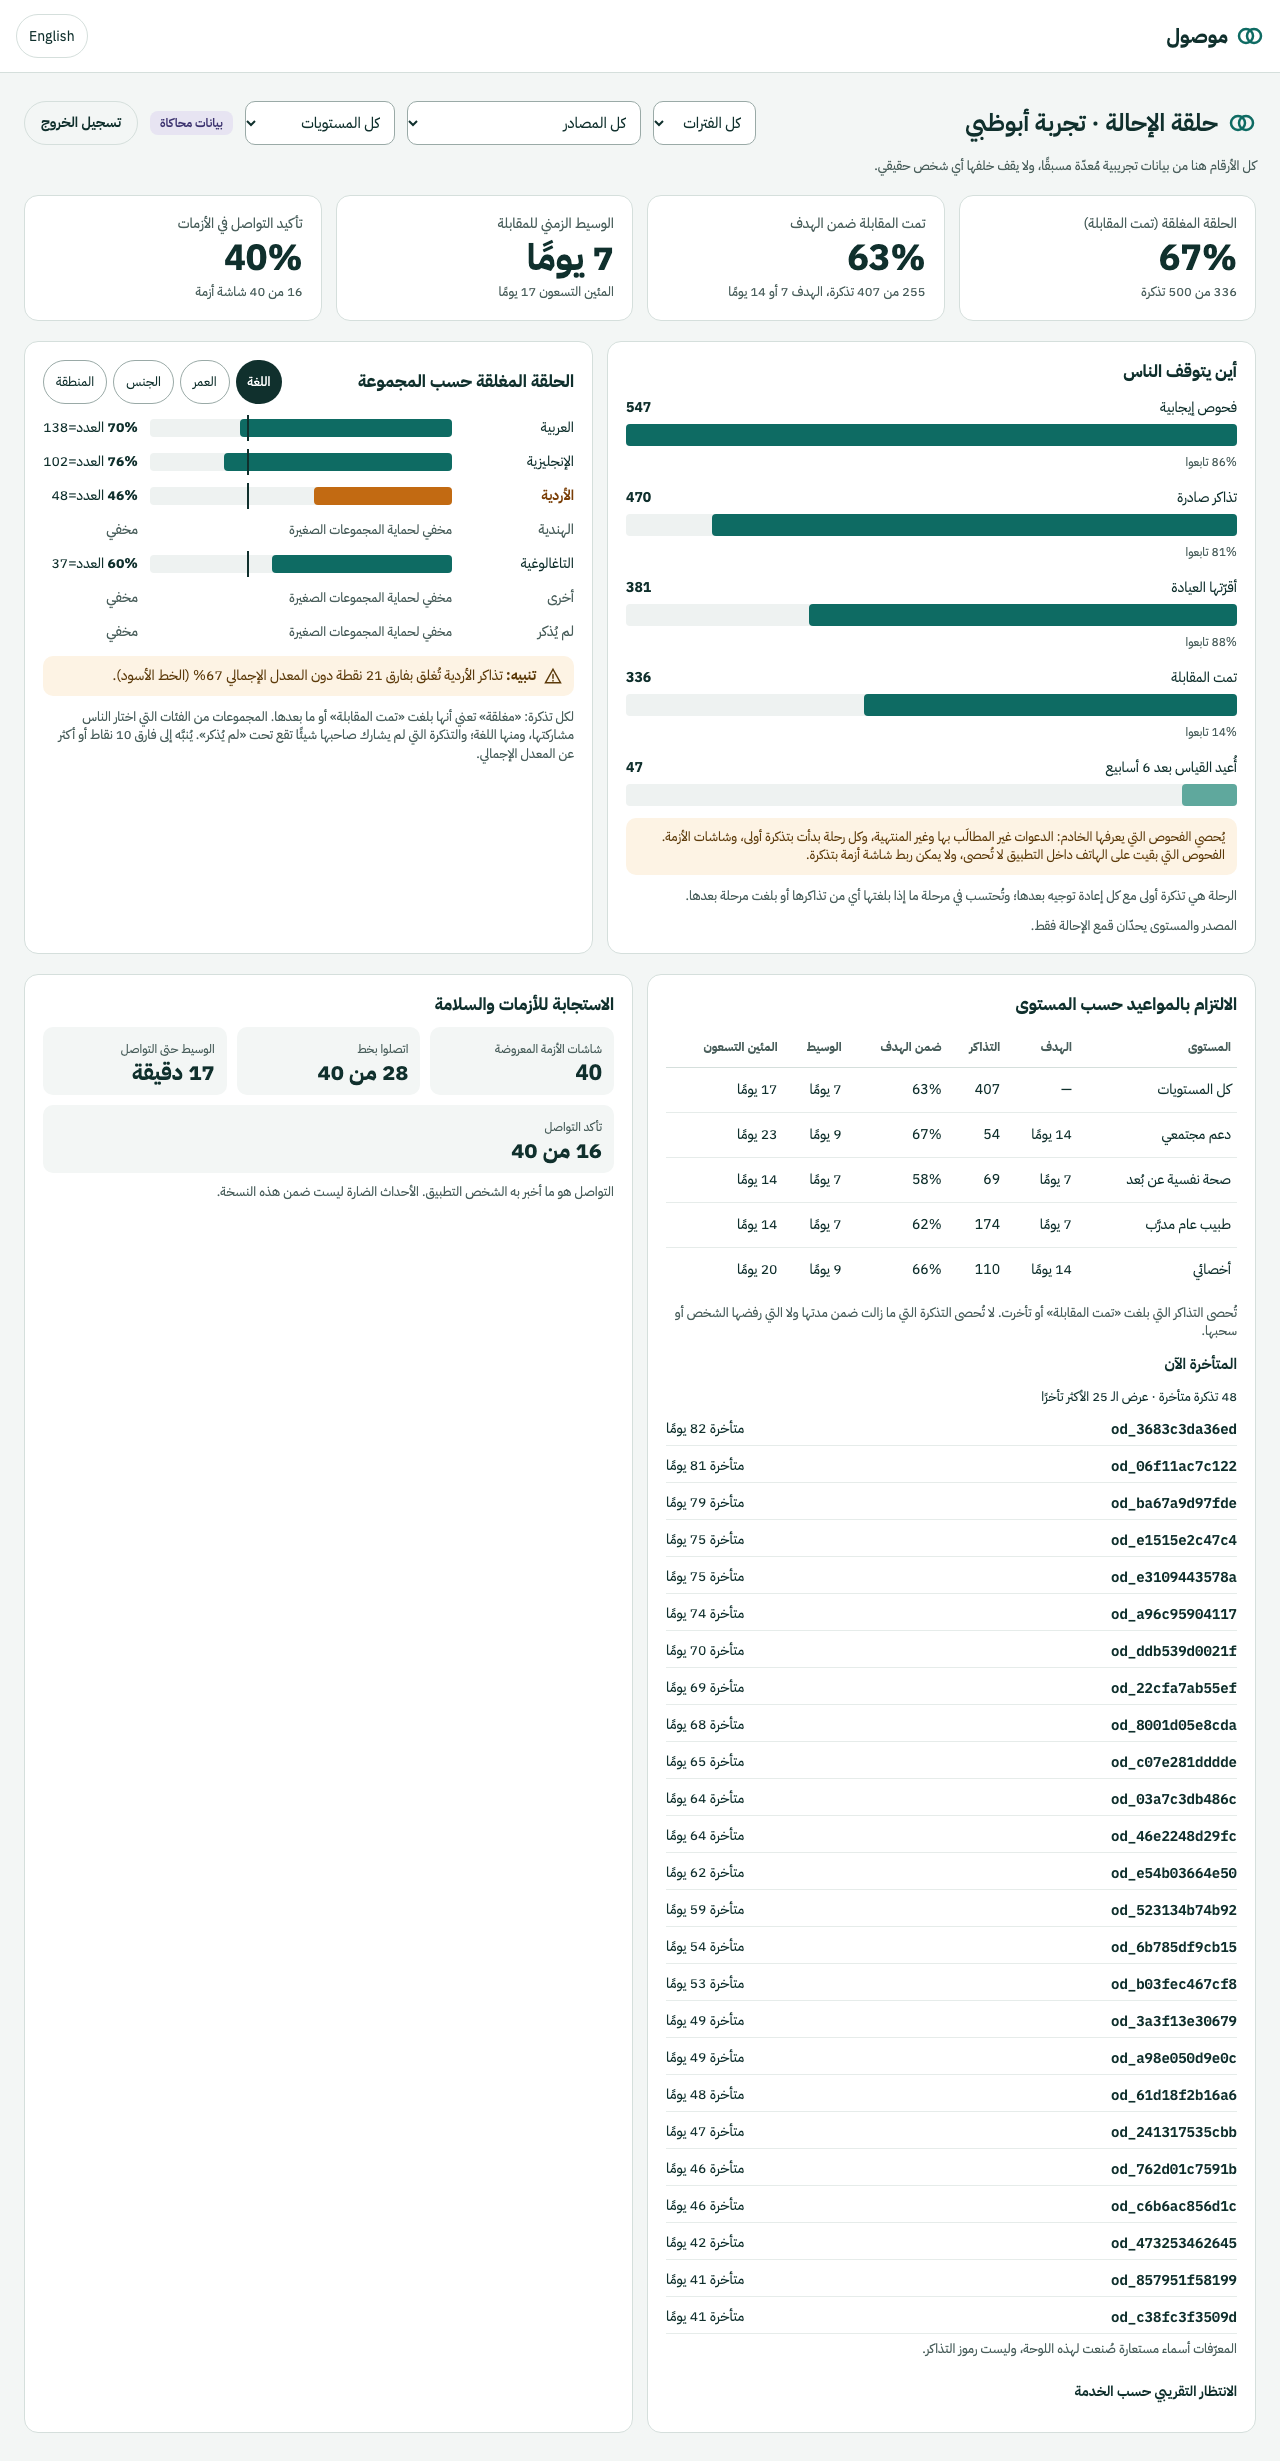 موصول
English
حلقة الإحالة · تجربة أبوظبي
كل الفترات
كل المصادر
كل المستويات
بيانات محاكاة
تسجيل الخروج
كل الأرقام هنا من بيانات تجريبية مُعدّة مسبقًا، ولا يقف خلفها أي شخص حقيقي.
الحلقة المغلقة (تمت المقابلة)
67%
336 من 500 تذكرة
تمت المقابلة ضمن الهدف
63%
255 من 407 تذكرة، الهدف 7 أو 14 يومًا
الوسيط الزمني للمقابلة
7 يومًا
المئين التسعون 17 يومًا
تأكيد التواصل في الأزمات
40%
16 من 40 شاشة أزمة
أين يتوقف الناس
فحوص إيجابية 547
86% تابعوا
تذاكر صادرة 470
81% تابعوا
أقرّتها العيادة 381
88% تابعوا
تمت المقابلة 336
14% تابعوا
أُعيد القياس بعد 6 أسابيع 47
يُحصي الفحوص التي يعرفها الخادم: الدعوات غير المطالَب بها وغير المنتهية، وكل رحلة بدأت بتذكرة أولى، وشاشات الأزمة.
الفحوص التي بقيت على الهاتف داخل التطبيق لا تُحصى، ولا يمكن ربط شاشة أزمة بتذكرة.
الرحلة هي تذكرة أولى مع كل إعادة توجيه بعدها؛ وتُحتسب في مرحلة ما إذا بلغتها أي من تذاكرها أو بلغت مرحلة بعدها.
المصدر والمستوى يحدّان قمع الإحالة فقط.
الحلقة المغلقة حسب المجموعة
اللغة
العمر
الجنس
المنطقة
العربية 70% العدد=138
الإنجليزية 76% العدد=102
الأردية 46% العدد=48
الهندية مخفي لحماية المجموعات الصغيرة مخفي
التاغالوغية 60% العدد=37
أخرى مخفي لحماية المجموعات الصغيرة مخفي
لم يُذكر مخفي لحماية المجموعات الصغيرة مخفي
تنبيه: تذاكر الأردية تُغلق بفارق 21 نقطة دون المعدل الإجمالي 67% (الخط الأسود).
لكل تذكرة: «مغلقة» تعني أنها بلغت «تمت المقابلة» أو ما بعدها. المجموعات من الفئات التي اختار الناس
مشاركتها، ومنها اللغة؛ والتذكرة التي لم يشارك صاحبها شيئًا تقع تحت «لم يُذكر». يُنبَّه إلى فارق 10 نقاط أو أكثر
عن المعدل الإجمالي.
الالتزام بالمواعيد حسب المستوى
المستوى الهدف التذاكر ضمن الهدف الوسيط المئين التسعون
كل المستويات — 407 63% 7 يومًا 17 يومًا
دعم مجتمعي 14 يومًا 54 67% 9 يومًا 23 يومًا
صحة نفسية عن بُعد 7 يومًا 69 58% 7 يومًا 14 يومًا
طبيب عام مدرَّب 7 يومًا 174 62% 7 يومًا 14 يومًا
أخصائي 14 يومًا 110 66% 9 يومًا 20 يومًا
تُحصى التذاكر التي بلغت «تمت المقابلة» أو تأخرت. لا تُحصى التذكرة التي ما زالت ضمن مدتها ولا التي رفضها الشخص أو
سحبها.
المتأخرة الآن
48 تذكرة متأخرة · عرض الـ 25 الأكثر تأخرًا
od_3683c3da36ed متأخرة 82 يومًا
od_06f11ac7c122 متأخرة 81 يومًا
od_ba67a9d97fde متأخرة 79 يومًا
od_e1515e2c47c4 متأخرة 75 يومًا
od_e3109443578a متأخرة 75 يومًا
od_a96c95904117 متأخرة 74 يومًا
od_ddb539d0021f متأخرة 70 يومًا
od_22cfa7ab55ef متأخرة 69 يومًا
od_8001d05e8cda متأخرة 68 يومًا
od_c07e281dddde متأخرة 65 يومًا
od_03a7c3db486c متأخرة 64 يومًا
od_46e2248d29fc متأخرة 64 يومًا
od_e54b03664e50 متأخرة 62 يومًا
od_523134b74b92 متأخرة 59 يومًا
od_6b785df9cb15 متأخرة 54 يومًا
od_b03fec467cf8 متأخرة 53 يومًا
od_3a3f13e30679 متأخرة 49 يومًا
od_a98e050d9e0c متأخرة 49 يومًا
od_61d18f2b16a6 متأخرة 48 يومًا
od_241317535cbb متأخرة 47 يومًا
od_762d01c7591b متأخرة 46 يومًا
od_c6b6ac856d1c متأخرة 46 يومًا
od_473253462645 متأخرة 42 يومًا
od_857951f58199 متأخرة 41 يومًا
od_c38fc3f3509d متأخرة 41 يومًا
المعرّفات أسماء مستعارة صُنعت لهذه اللوحة، وليست رموز التذاكر.
الانتظار التقريبي حسب الخدمة
الاستجابة للأزمات والسلامة
شاشات الأزمة المعروضة
40
اتصلوا بخط
28 من 40
الوسيط حتى التواصل
17 دقيقة
تأكد التواصل
16 من 40
التواصل هو ما أخبر به الشخص التطبيق. الأحداث الضارة ليست ضمن هذه النسخة.